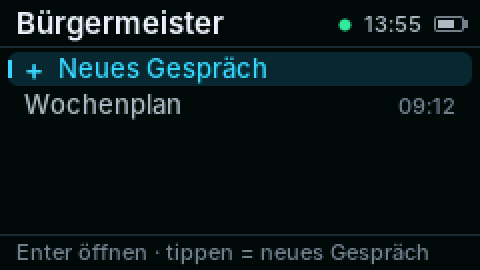 Bürgermeister 13:55
+ Neues Gespräch
Wochenplan 09:12
Enter öffnen · tippen = neues Gespräch